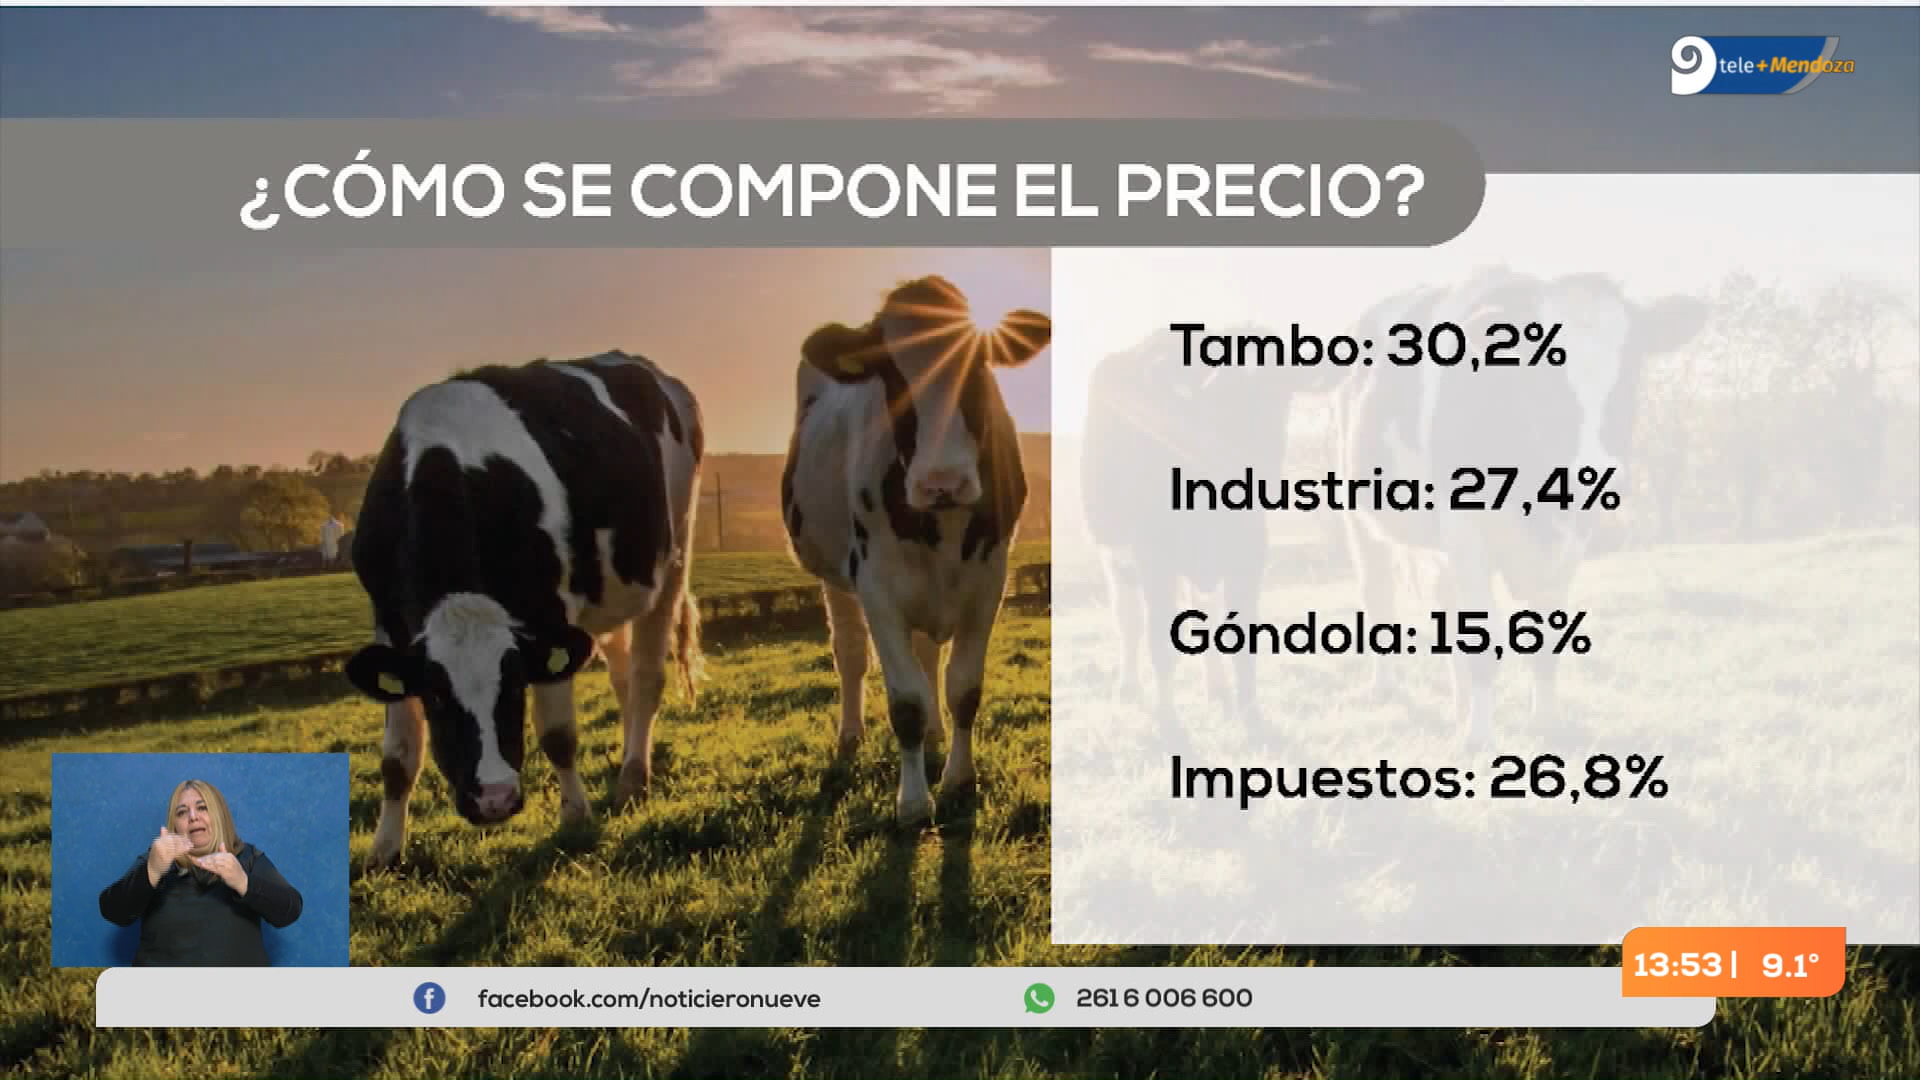 9 tele+Mendoza
¿CÓMO SE COMPONE EL PRECIO?
Tambo: 30,2%
Industria: 27,4%
Góndola: 15,6%
Impuestos: 26,8%
13:53 | 9.1°
facebook.com/noticieronueve
261 6 006 600